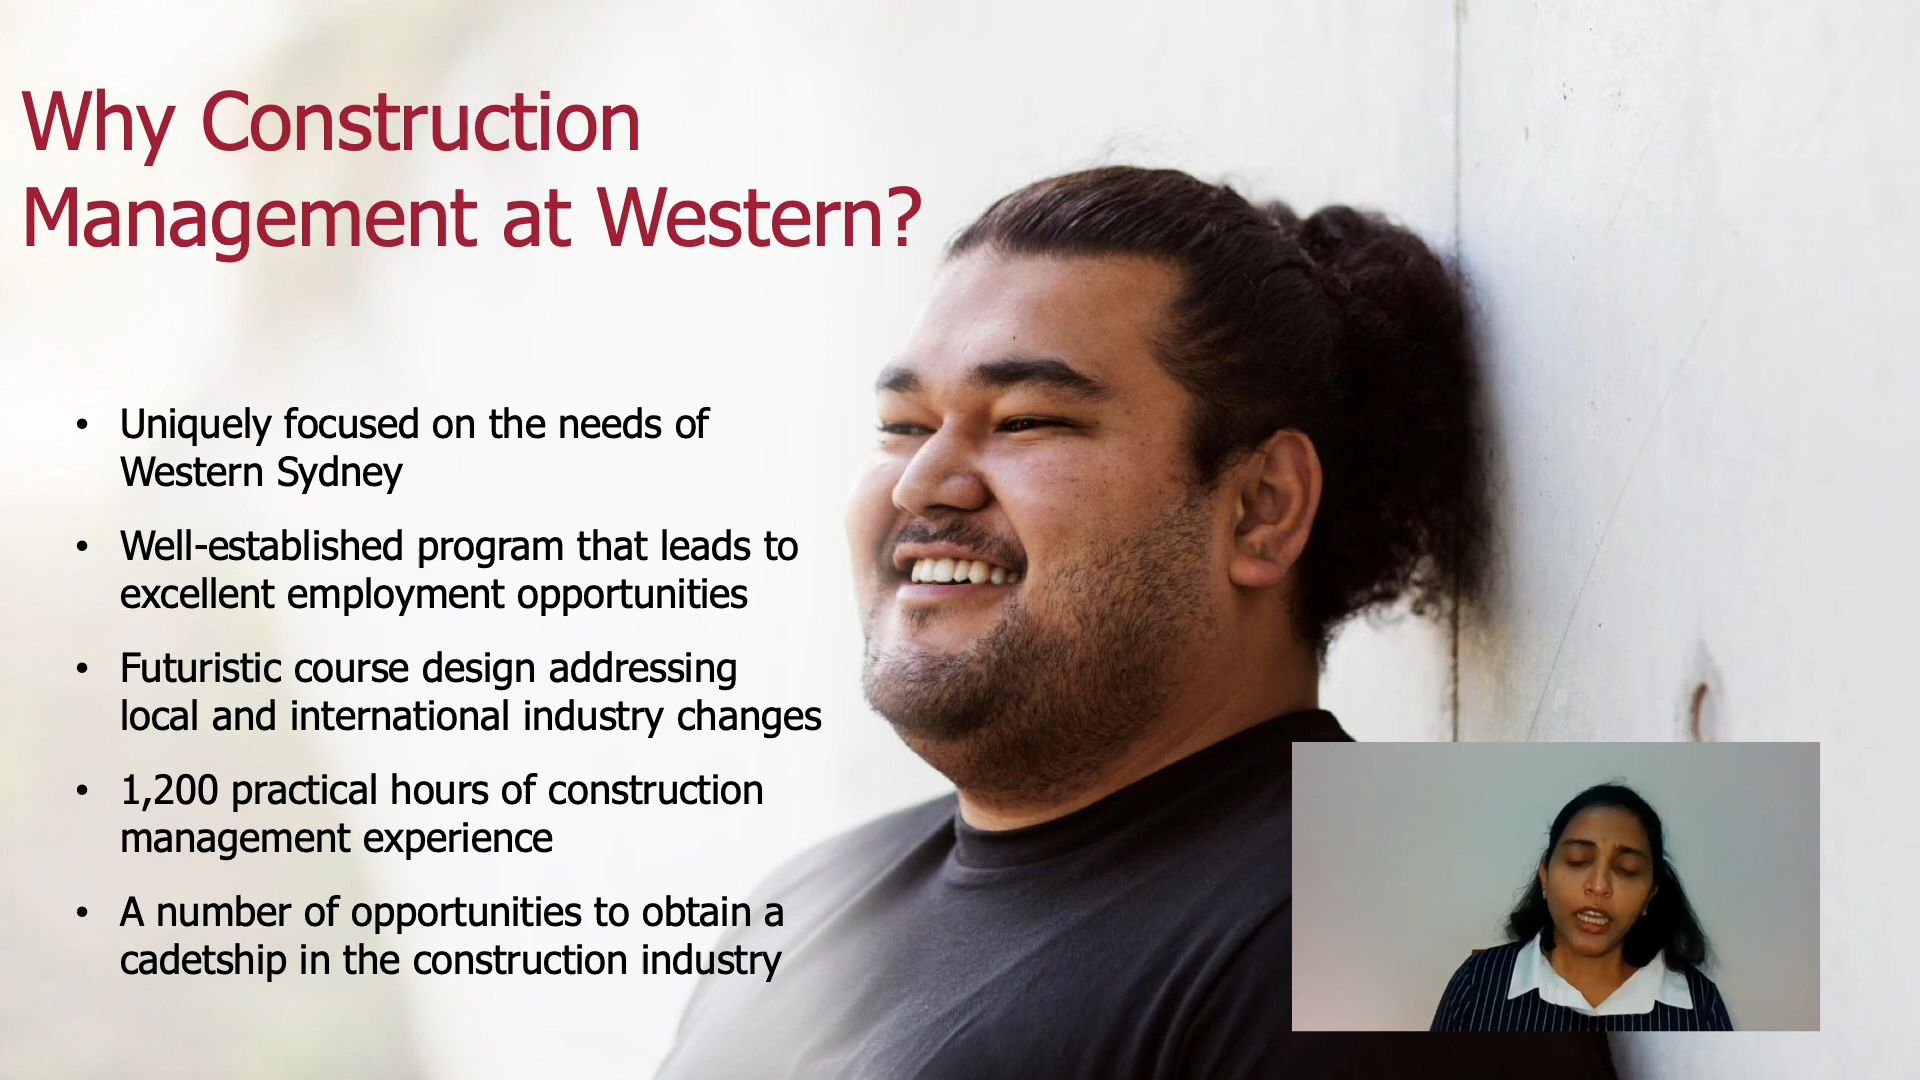 Why Construction
Management at Western?
• Uniquely focused on the needs of
Western Sydney
• Well-established program that leads to
excellent employment opportunities
• Futuristic course design addressing
local and international industry changes
• 1,200 practical hours of construction
management experience
• A number of opportunities to obtain a
cadetship in the construction industry